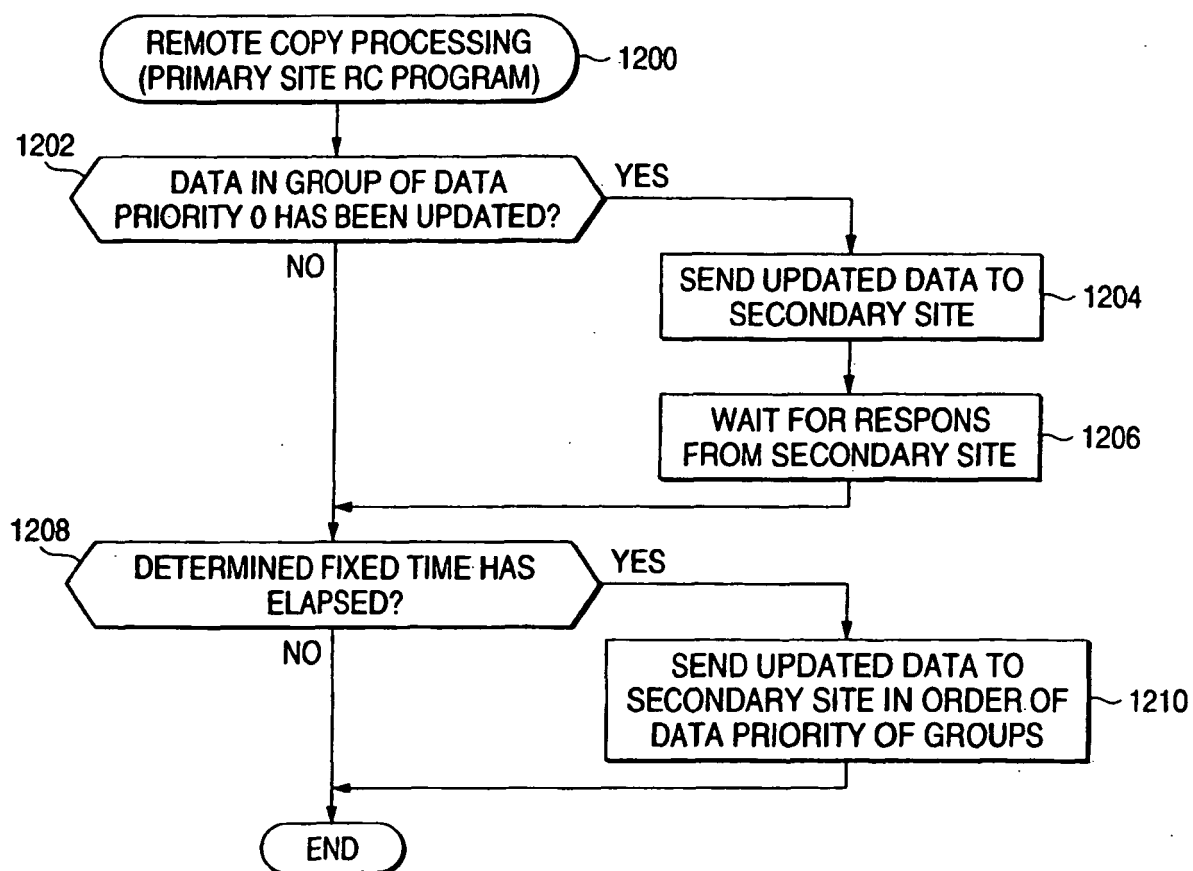 REMOTE COPY PROCESSING
(PRIMARY SITE RC PROGRAM)
1200
1202
DATA IN GROUP OF DATA
PRIORITY 0 HAS BEEN UPDATED?
YES
NO
SEND UPDATED DATA TO
SECONDARY SITE
1204
WAIT FOR RESPONS
FROM SECONDARY SITE
1206
1208
DETERMINED FIXED TIME HAS
ELAPSED?
YES
NO
SEND UPDATED DATA TO
SECONDARY SITE IN ORDER OF
DATA PRIORITY OF GROUPS
1210
END